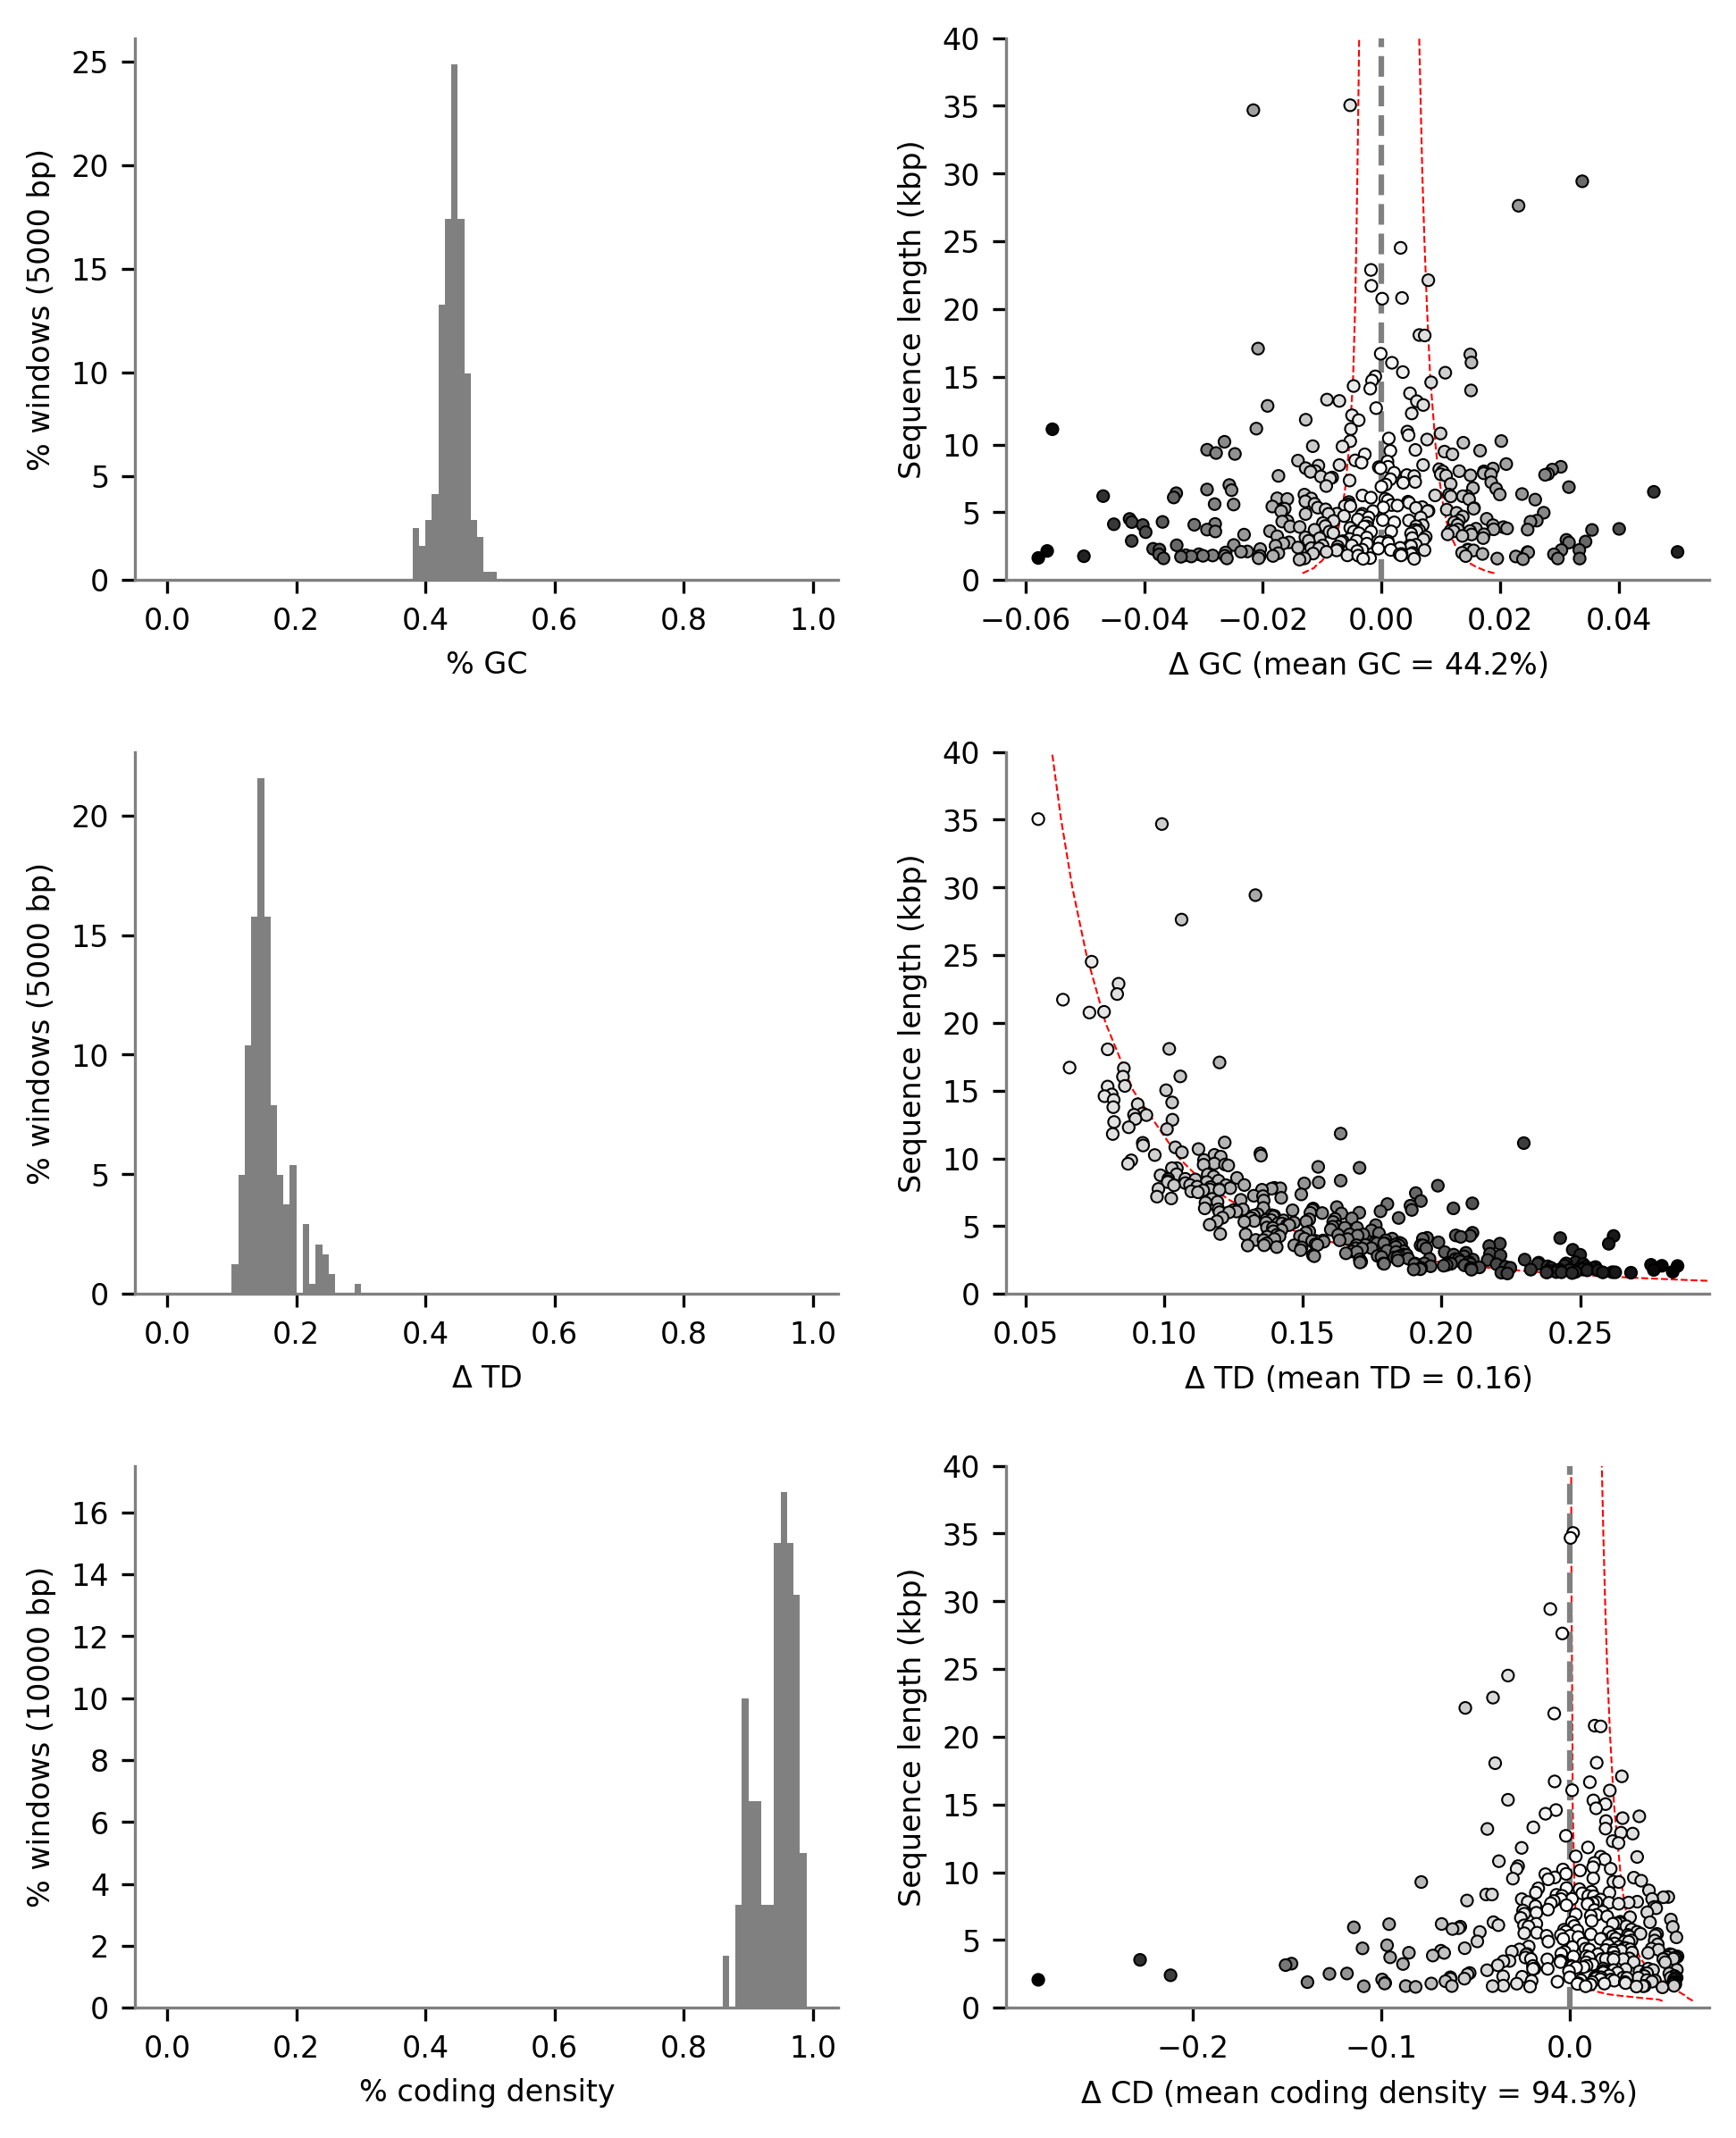 25
20
15
10
5
0
% windows (5000 bp)
0.0 0.2 0.4 0.6 0.8 1.0
% GC
40
35
30
25
20
15
10
5
0
Sequence length (kbp)
−0.06 −0.04 −0.02 0.00 0.02 0.04
Δ GC (mean GC = 44.2%)
20
15
10
5
0
% windows (5000 bp)
0.0 0.2 0.4 0.6 0.8 1.0
Δ TD
40
35
30
25
20
15
10
5
0
Sequence length (kbp)
0.05 0.10 0.15 0.20 0.25
Δ TD (mean TD = 0.16)
16
14
12
10
8
6
4
2
0
% windows (10000 bp)
0.0 0.2 0.4 0.6 0.8 1.0
% coding density
40
35
30
25
20
15
10
5
0
Sequence length (kbp)
−0.2 −0.1 0.0
Δ CD (mean coding density = 94.3%)